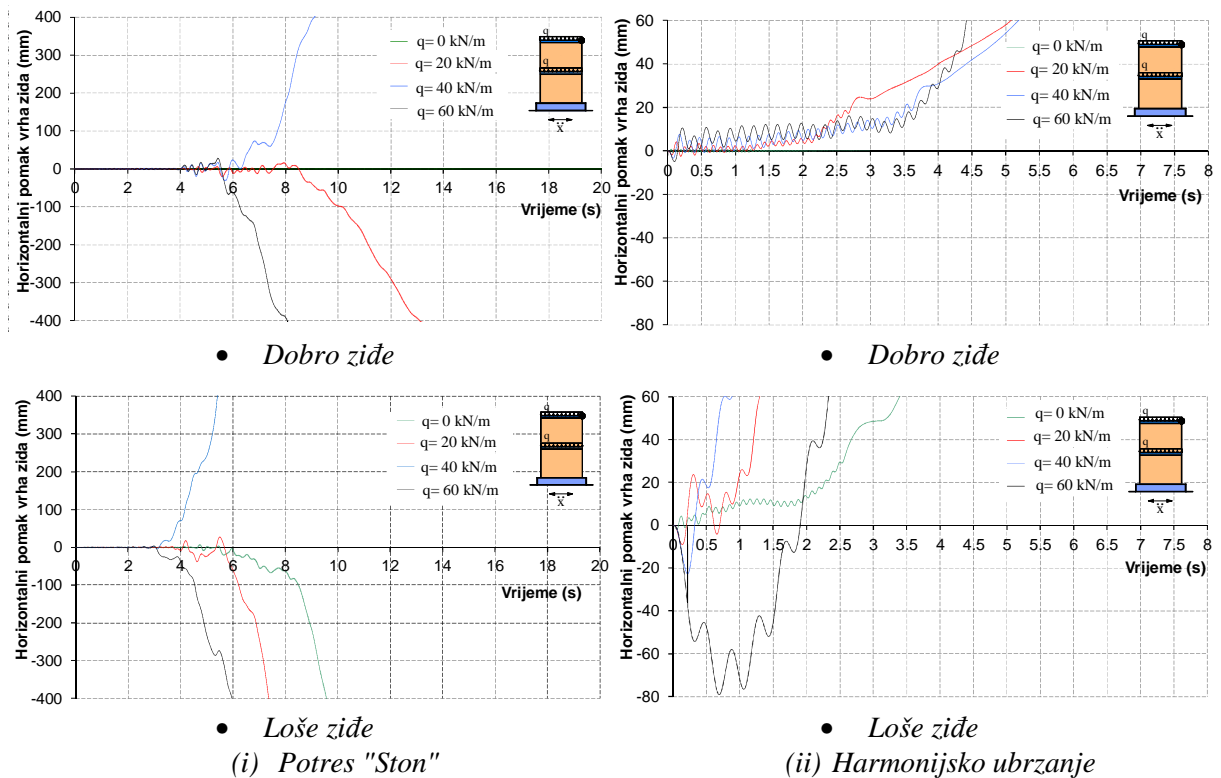 Horizontalni pomak vrha zida (mm)
400
300
200
100
0
-100
-200
-300
-400
0 2 4 6 8 10 12 14 16 18 20
Vrijeme (s)
q= 0 kN/m
q= 20 kN/m
q= 40 kN/m
q= 60 kN/m
q
q
ẍ
• Dobro ziđe
Horizontalni pomak vrha zida (mm)
60
40
20
0
-20
-40
-60
-80
0 0.5 1 1.5 2 2.5 3 3.5 4 4.5 5 5.5 6 6.5 7 7.5 8
Vrijeme (s)
q= 0 kN/m
q= 20 kN/m
q= 40 kN/m
q= 60 kN/m
q
q
ẍ
• Dobro ziđe
Horizontalni pomak vrha zida (mm)
400
300
200
100
0
-100
-200
-300
-400
0 2 4 6 8 10 12 14 16 18 20
Vrijeme (s)
q= 0 kN/m
q= 20 kN/m
q= 40 kN/m
q= 60 kN/m
q
q
ẍ
• Loše ziđe
(i) Potres "Ston"
Horizontalni pomak vrha zida (mm)
60
40
20
0
-20
-40
-60
-80
0 0.5 1 1.5 2 2.5 3 3.5 4 4.5 5 5.5 6 6.5 7 7.5 8
Vrijeme (s)
q= 0 kN/m
q= 20 kN/m
q= 40 kN/m
q= 60 kN/m
q
q
ẍ
• Loše ziđe
(ii) Harmonijsko ubrzanje